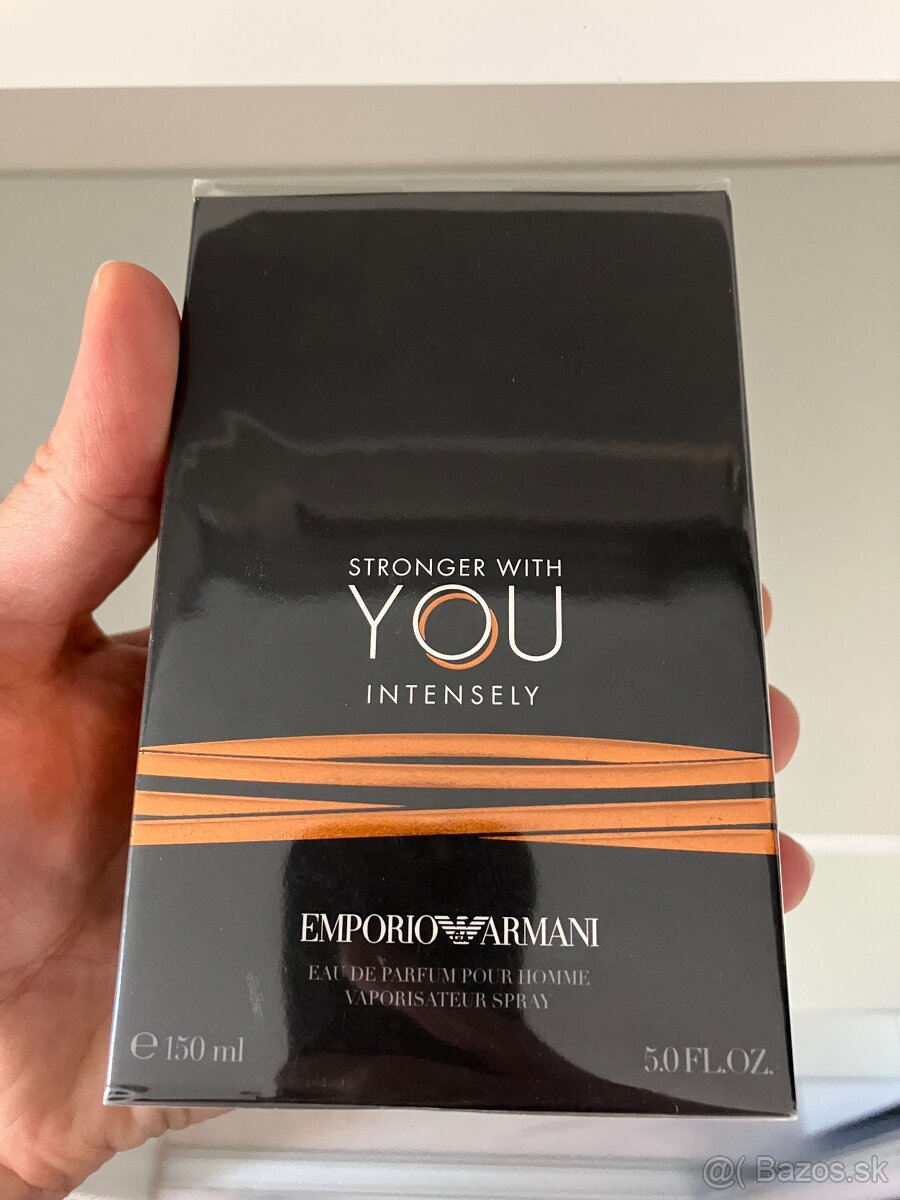 STRONGER WITH
YOU
INTENSELY
EMPORIO ARMANI
EAU DE PARFUM POUR HOMME
VAPORISATEUR SPRAY
℮ 150 ml 5.0 FL.OZ.
@( Bazos.sk